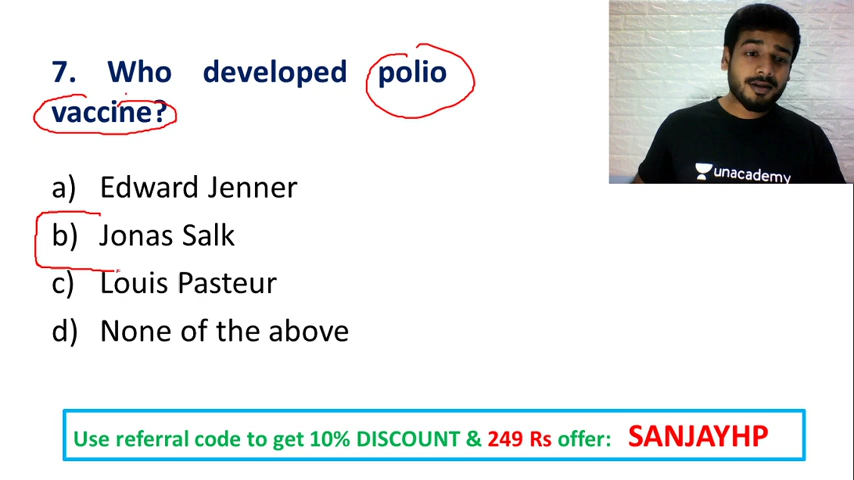 7. Who developed polio
vaccine?
a) Edward Jenner
b) Jonas Salk
c) Louis Pasteur
d) None of the above
unacademy
Use referral code to get 10% DISCOUNT & 249 Rs offer: SANJAYHP